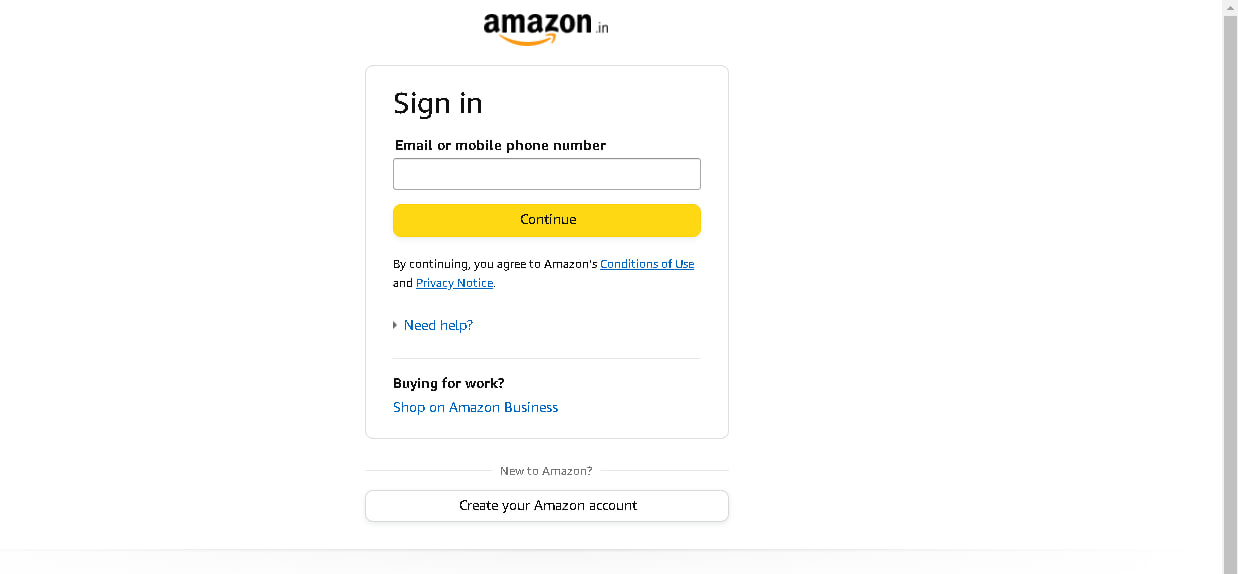 amazon.in
Sign in
Email or mobile phone number
Continue
By continuing, you agree to Amazon's Conditions of Use
and Privacy Notice.
Need help?
Buying for work?
Shop on Amazon Business
New to Amazon?
Create your Amazon account